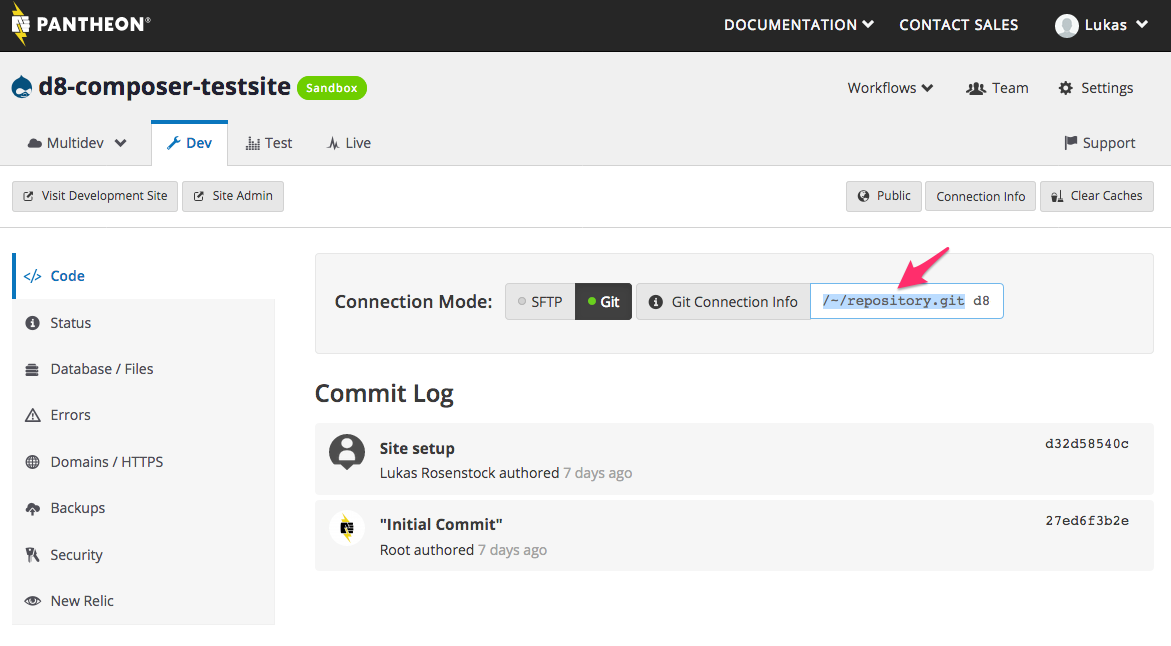 PANTHEON®
DOCUMENTATION
CONTACT SALES
Lukas
d8-composer-testsite
Sandbox
Workflows
Team
Settings
Multidev
Dev
Test
Live
Support
Visit Development Site
Site Admin
Public
Connection Info
Clear Caches
</> Code
Status
Database / Files
Errors
Domains / HTTPS
Backups
Security
New Relic
Connection Mode:
SFTP
Git
Git Connection Info
/~/repository.git d8
Commit Log
Site setup
d32d58540c
Lukas Rosenstock authored 7 days ago
"Initial Commit"
27ed6f3b2e
Root authored 7 days ago